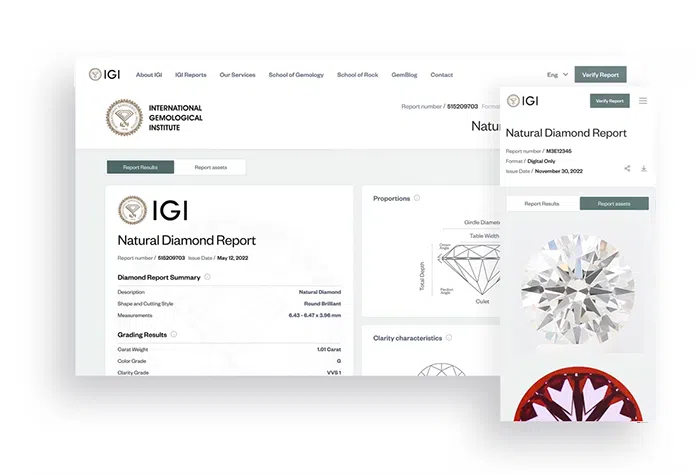 IGI
About IGI
IGI Reports
Our Services
School of Gemology
School of Rock
GemBlog
Contact
Eng
Verify Report
INTERNATIONAL
GEMOLOGICAL
INSTITUTE
Report number / 515209703 Format
Natu
Report Results
Report assets
IGI
Natural Diamond Report
Report number / 515209703 Issue Date / May 12, 2022
Diamond Report Summary
Description Natural Diamond
Shape and Cutting Style Round Brilliant
Measurements 6.43 - 6.47 x 3.96 mm
Grading Results
Carat Weight 1.01 Carat
Color Grade G
Clarity Grade VVS 1
Proportions
Girdle Diamete
Table Width
Crown
Angle
Total Depth
Pavilion
Angle
Culet
Clarity characteristics
IGI
Verify Report
Natural Diamond Report
Report number / M3E12345
Format / Digital Only
Issue Date / November 30, 2022
Report Results
Report assets